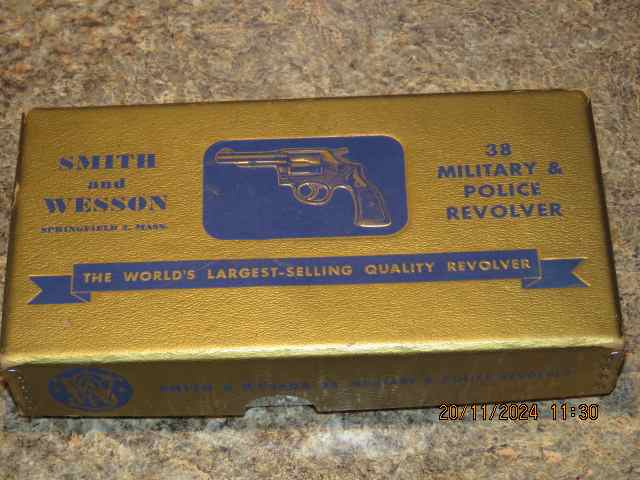 SMITH
and
WESSON
SPRINGFIELD 2, MASS.
38
MILITARY &
POLICE
REVOLVER
THE WORLD'S LARGEST-SELLING QUALITY REVOLVER
SMITH & WESSON 38 MILITARY & POLICE REVOLVER
20/11/2024 11:30